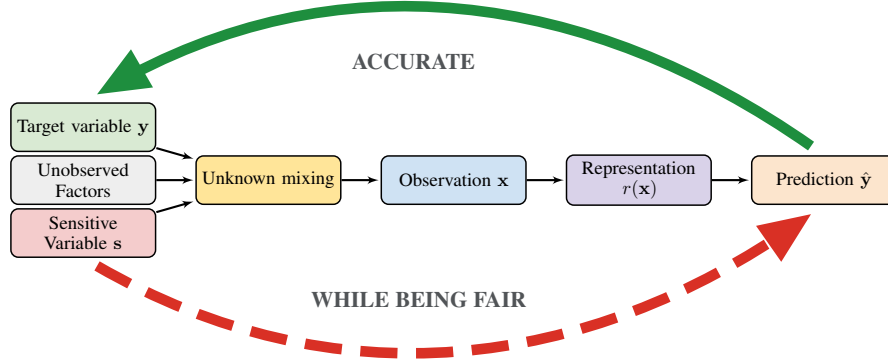 ACCURATE
Target variable y
Unobserved
Factors
Sensitive
Variable s
Unknown mixing
Observation x
Representation
r(x)
Prediction ŷ
WHILE BEING FAIR